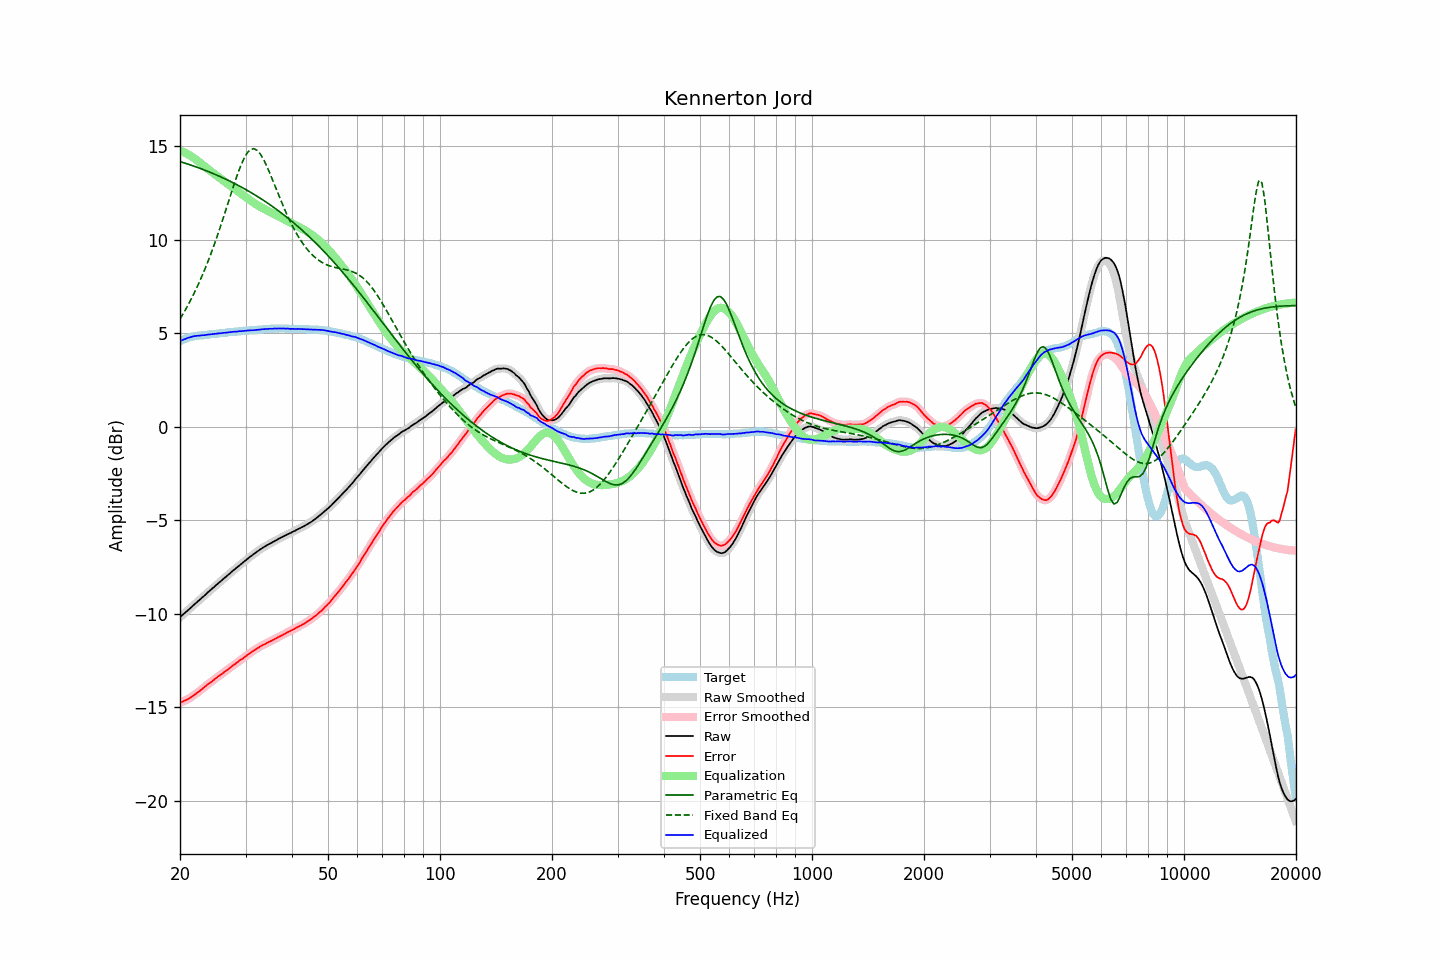 Kennerton Jord
Amplitude (dBr)
15
10
5
0
−5
−10
−15
−20
Target
Raw Smoothed
Error Smoothed
Raw
Error
Equalization
Parametric Eq
Fixed Band Eq
Equalized
20 50 100 200 500 1000 2000 5000 10000 20000
Frequency (Hz)